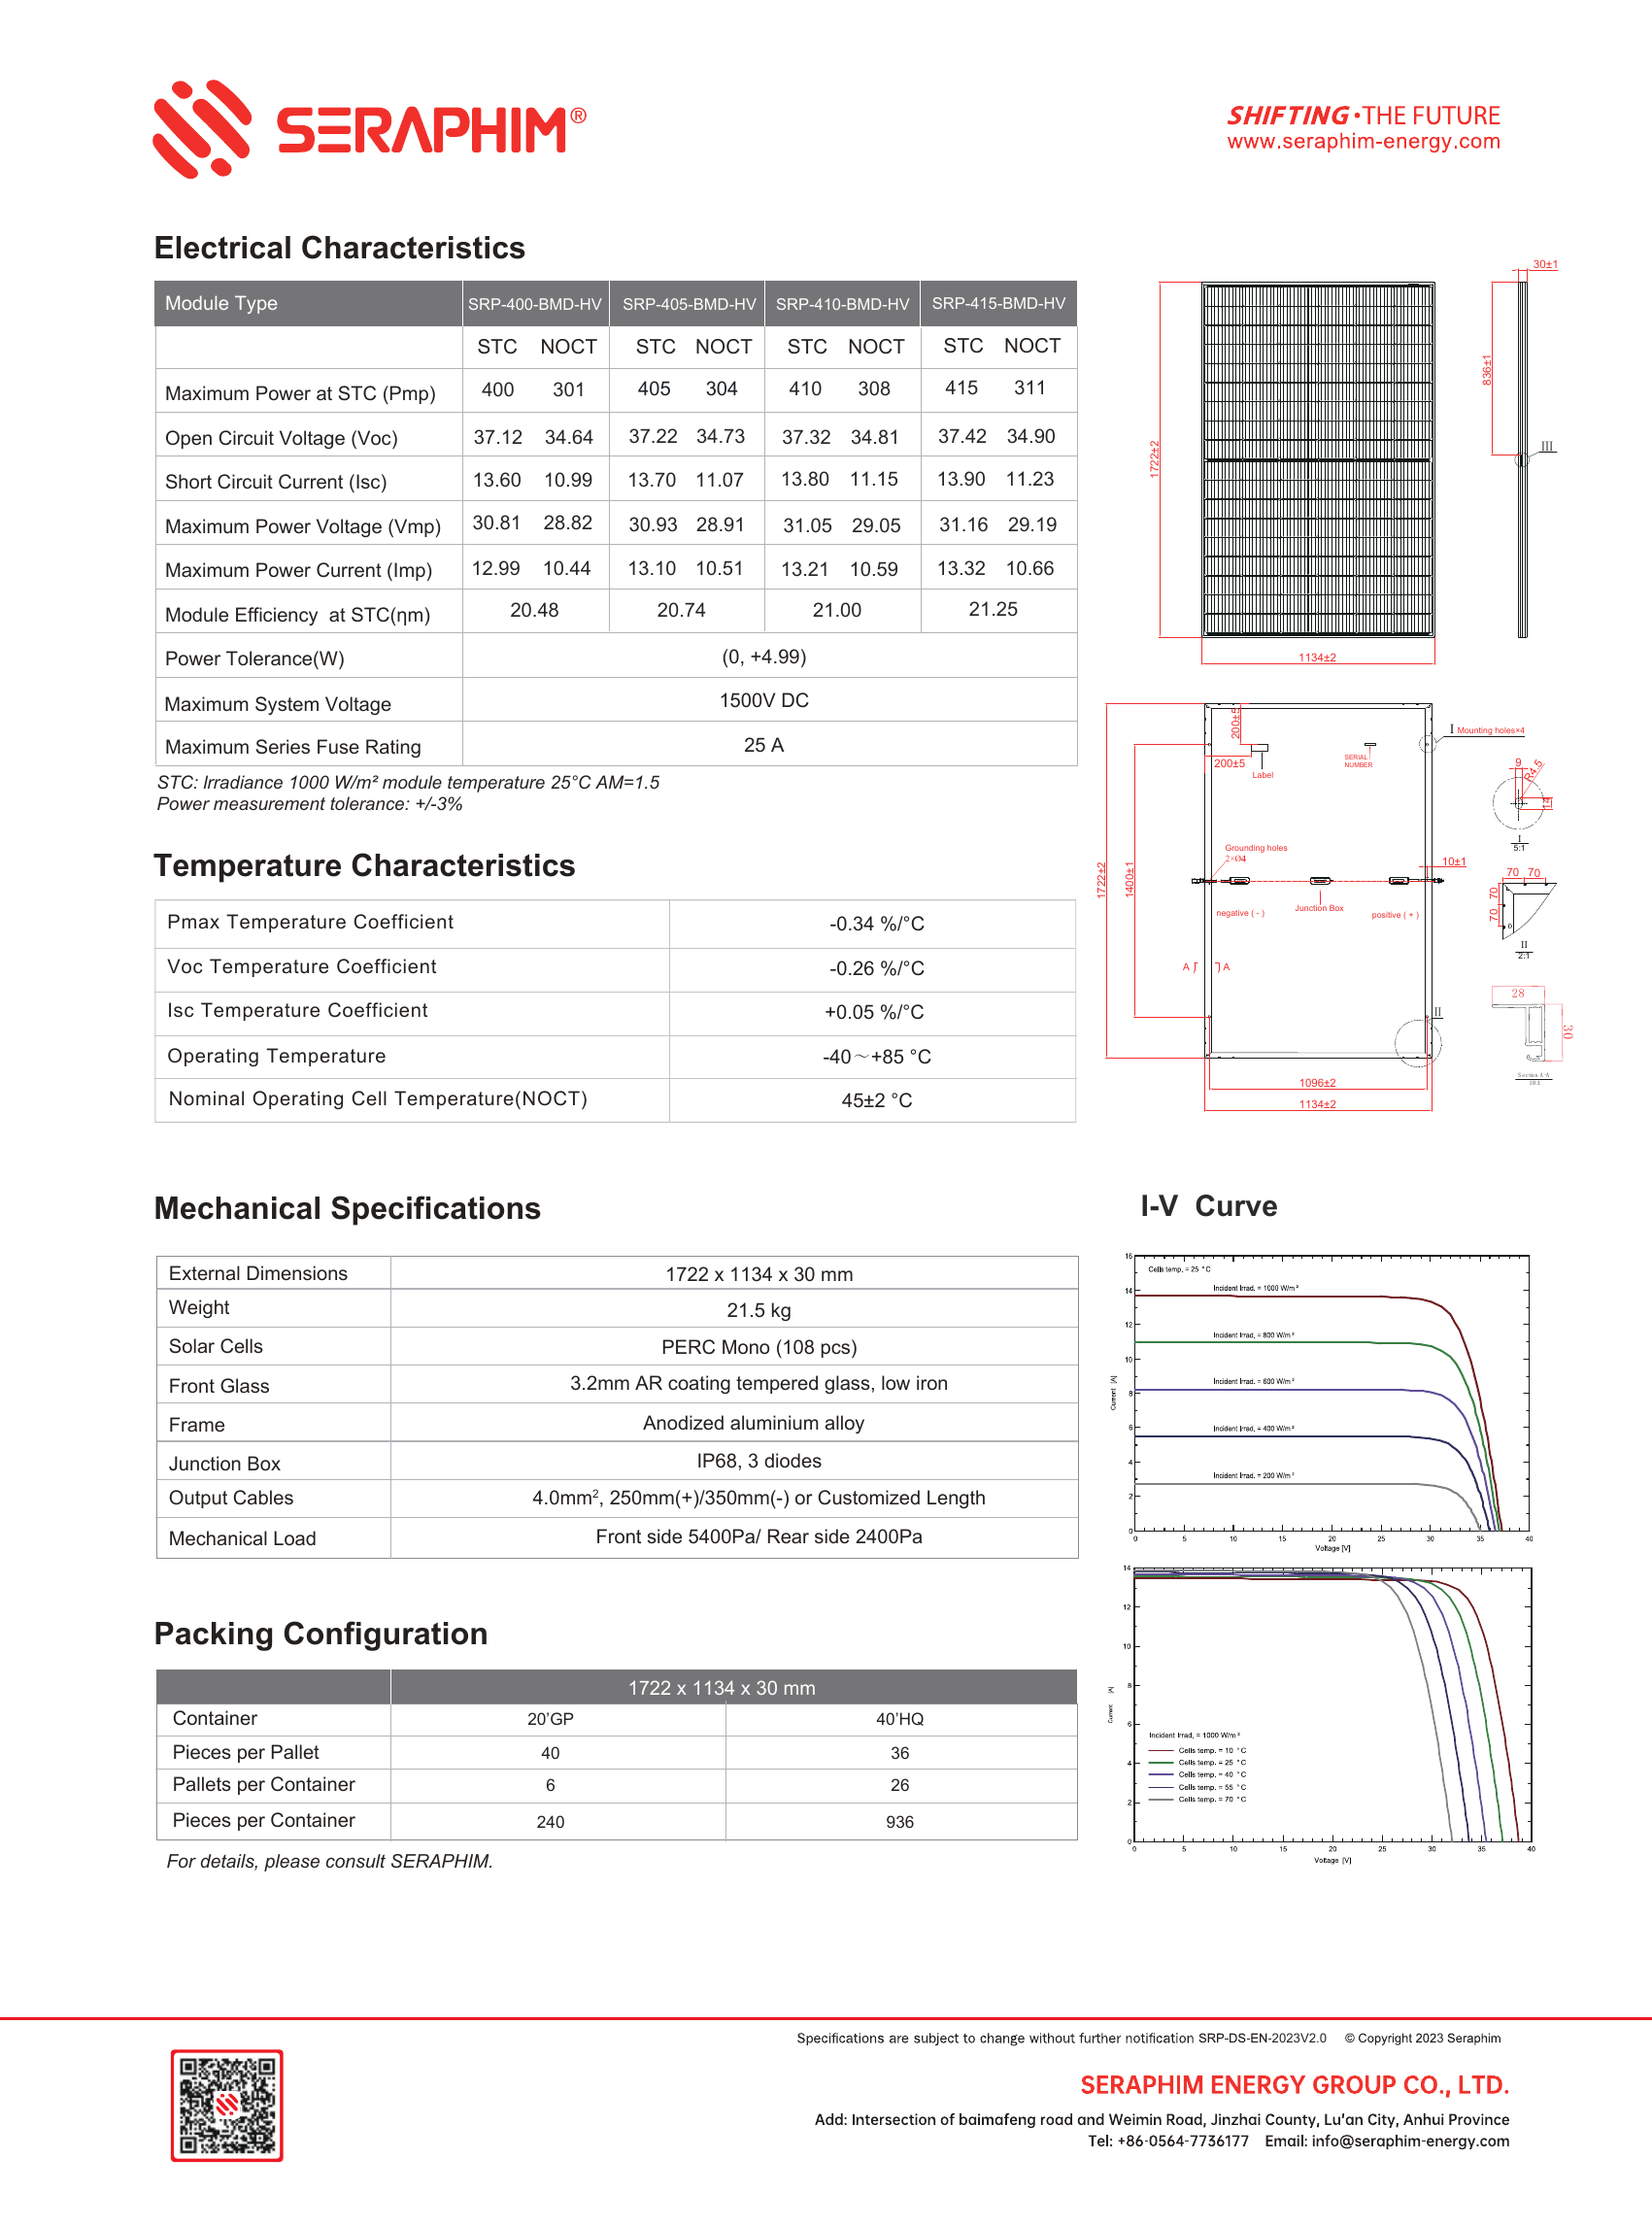 SERAPHIM®
SHIFTING •THE FUTURE
www.seraphim-energy.com
Electrical Characteristics
Module Type SRP-400-BMD-HV SRP-405-BMD-HV SRP-410-BMD-HV SRP-415-BMD-HV
STC NOCT STC NOCT STC NOCT STC NOCT
Maximum Power at STC (Pmp) 400 301 405 304 410 308 415 311
Open Circuit Voltage (Voc) 37.12 34.64 37.22 34.73 37.32 34.81 37.42 34.90
Short Circuit Current (Isc) 13.60 10.99 13.70 11.07 13.80 11.15 13.90 11.23
Maximum Power Voltage (Vmp) 30.81 28.82 30.93 28.91 31.05 29.05 31.16 29.19
Maximum Power Current (Imp) 12.99 10.44 13.10 10.51 13.21 10.59 13.32 10.66
Module Efficiency at STC(ηm) 20.48 20.74 21.00 21.25
Power Tolerance(W) (0, +4.99)
Maximum System Voltage 1500V DC
Maximum Series Fuse Rating 25 A
STC: Irradiance 1000 W/m² module temperature 25°C AM=1.5
Power measurement tolerance: +/-3%
30±1
1722±2
836±1
III
1134±2
200±5
200±5
Label
SERIAL
NUMBER
I Mounting holes×4
9
R4.5
14
I
5:1
Grounding holes
2×Ø4
10±1
1722±2
1400±1
negative ( - )
Junction Box
positive ( + )
70 70
70
70
II
2:1
A A
II
28
30
Section A-A
1096±2
1134±2
Temperature Characteristics
Pmax Temperature Coefficient -0.34 %/°C
Voc Temperature Coefficient -0.26 %/°C
Isc Temperature Coefficient +0.05 %/°C
Operating Temperature -40～+85 °C
Nominal Operating Cell Temperature(NOCT) 45±2 °C
Mechanical Specifications
External Dimensions 1722 x 1134 x 30 mm
Weight 21.5 kg
Solar Cells PERC Mono (108 pcs)
Front Glass 3.2mm AR coating tempered glass, low iron
Frame Anodized aluminium alloy
Junction Box IP68, 3 diodes
Output Cables 4.0mm², 250mm(+)/350mm(-) or Customized Length
Mechanical Load Front side 5400Pa/ Rear side 2400Pa
I-V Curve
Cells temp. = 25 °C
Incident Irrad. = 1000 W/m²
Incident Irrad. = 800 W/m²
Incident Irrad. = 600 W/m²
Incident Irrad. = 400 W/m²
Incident Irrad. = 200 W/m²
16
14
12
10
8
6
4
2
0
Current [A]
0 5 10 15 20 25 30 35 40
Voltage [V]
14
12
10
8
6
4
2
0
Current [A]
Incident Irrad. = 1000 W/m²
Cells temp. = 10 °C
Cells temp. = 25 °C
Cells temp. = 40 °C
Cells temp. = 55 °C
Cells temp. = 70 °C
0 5 10 15 20 25 30 35 40
Voltage [V]
Packing Configuration
1722 x 1134 x 30 mm
Container 20’GP 40’HQ
Pieces per Pallet 40 36
Pallets per Container 6 26
Pieces per Container 240 936
For details, please consult SERAPHIM.
Specifications are subject to change without further notification SRP-DS-EN-2023V2.0 © Copyright 2023 Seraphim
SERAPHIM ENERGY GROUP CO., LTD.
Add: Intersection of baimafeng road and Weimin Road, Jinzhai County, Lu'an City, Anhui Province
Tel: +86-0564-7736177 Email: info@seraphim-energy.com